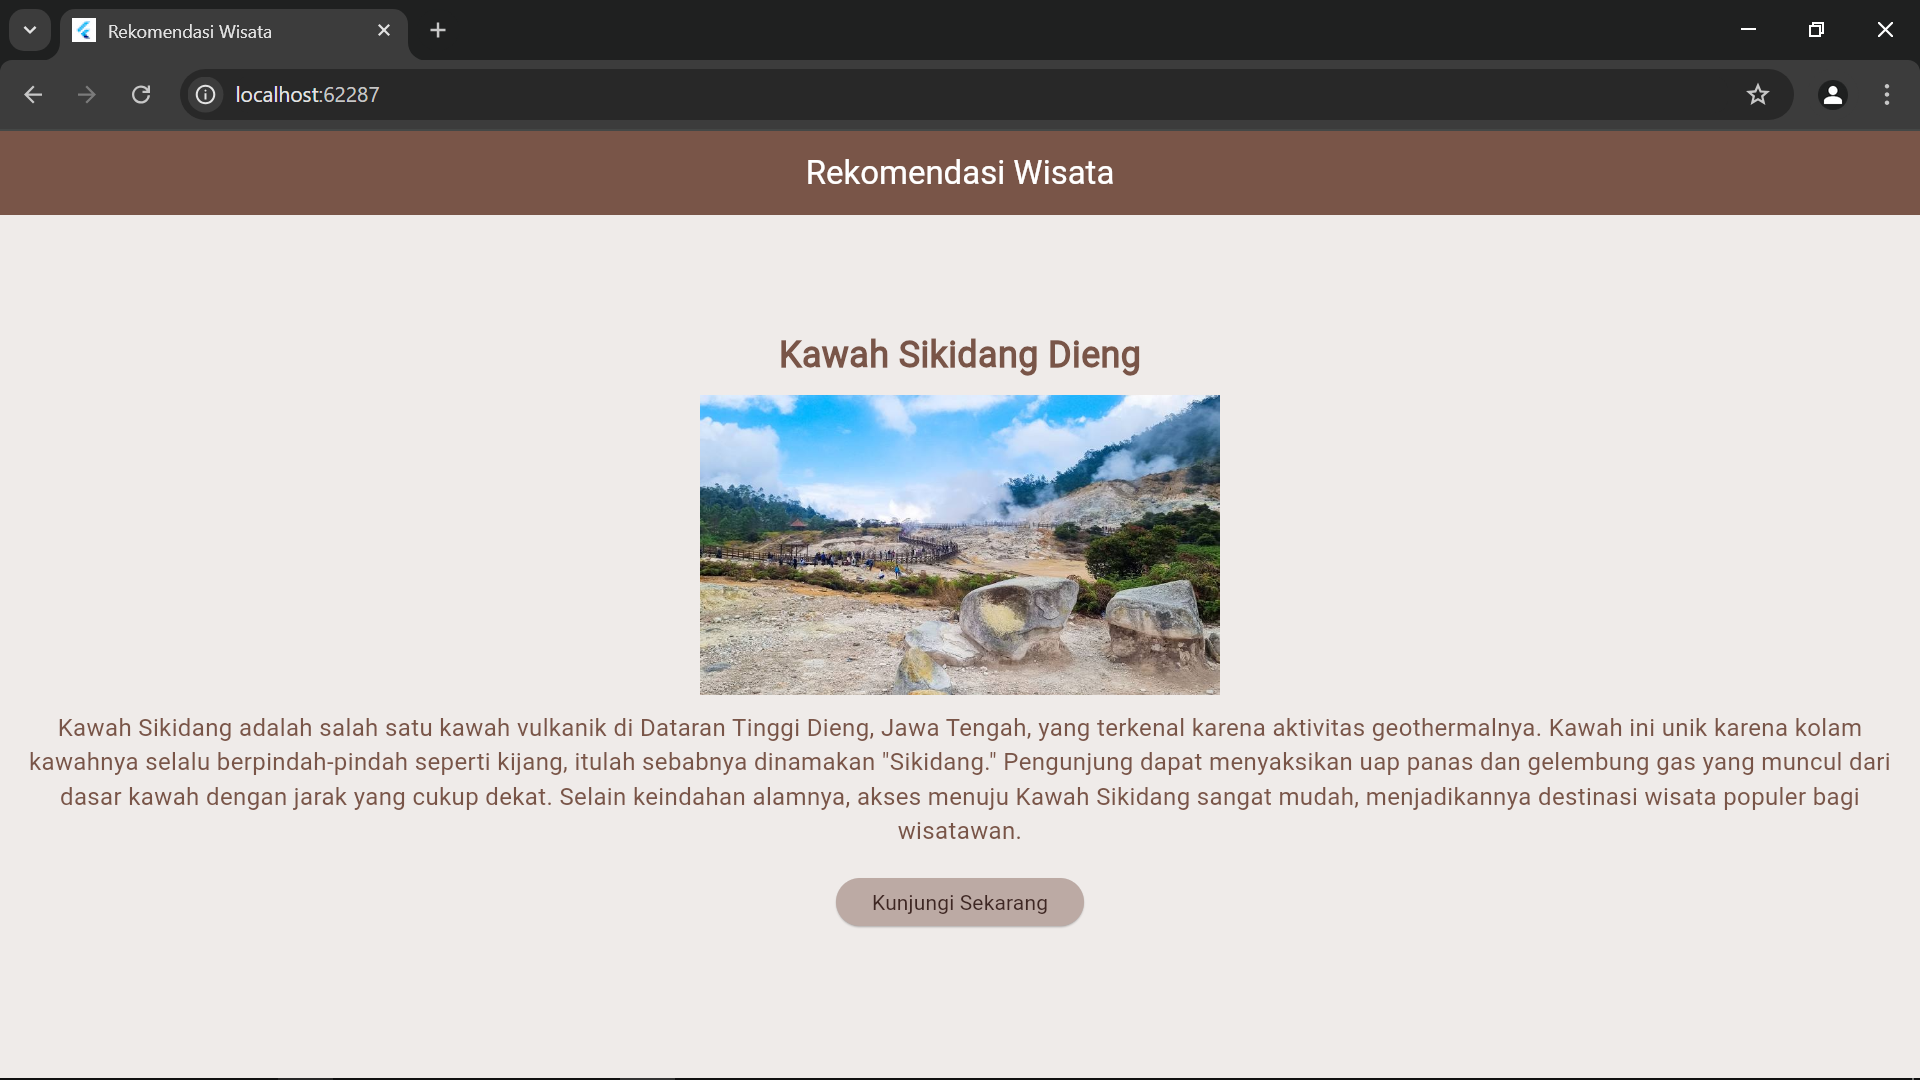 Rekomendasi Wisata
localhost:62287
Rekomendasi Wisata
Kawah Sikidang Dieng
Kawah Sikidang adalah salah satu kawah vulkanik di Dataran Tinggi Dieng, Jawa Tengah, yang terkenal karena aktivitas geothermalnya. Kawah ini unik karena kolam
kawahnya selalu berpindah-pindah seperti kijang, itulah sebabnya dinamakan "Sikidang." Pengunjung dapat menyaksikan uap panas dan gelembung gas yang muncul dari
dasar kawah dengan jarak yang cukup dekat. Selain keindahan alamnya, akses menuju Kawah Sikidang sangat mudah, menjadikannya destinasi wisata populer bagi
wisatawan.
Kunjungi Sekarang